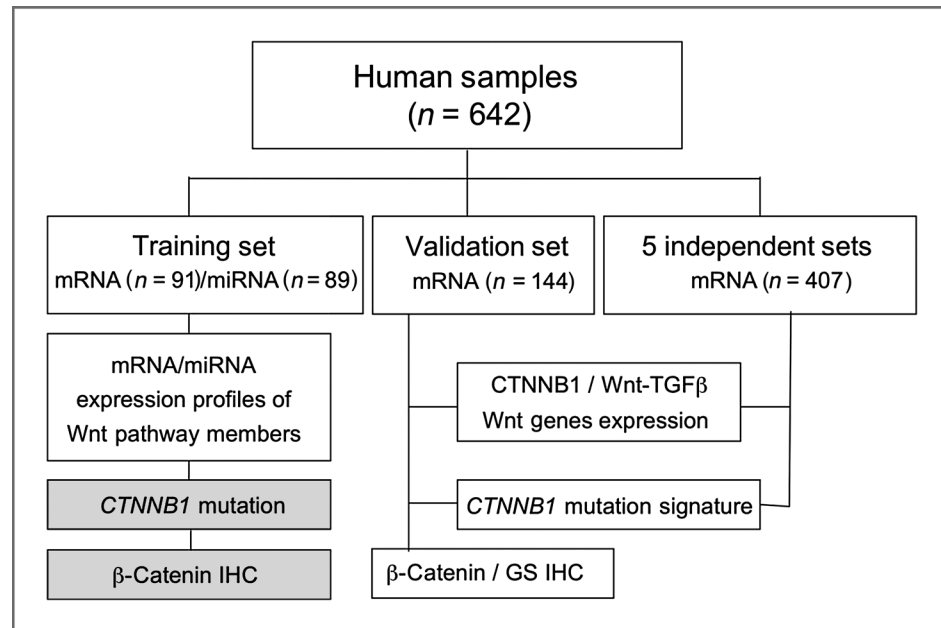 Human samples
(n = 642)
Training set
mRNA (n = 91)/miRNA (n = 89)
Validation set
mRNA (n = 144)
5 independent sets
mRNA (n = 407)
mRNA/miRNA
expression profiles of
Wnt pathway members
CTNNB1 / Wnt-TGFβ
Wnt genes expression
CTNNB1 mutation
CTNNB1 mutation signature
β-Catenin IHC
β-Catenin / GS IHC